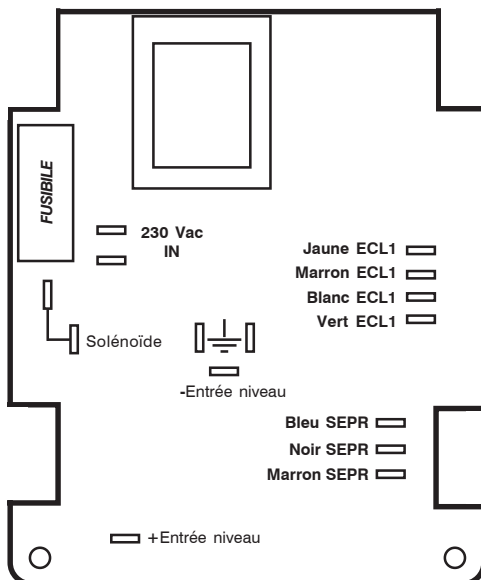 FUSIBILE
230 Vac
IN
Jaune ECL1
Marron ECL1
Blanc ECL1
Vert ECL1
Solénoïde
-Entrée niveau
Bleu SEPR
Noir SEPR
Marron SEPR
+Entrée niveau